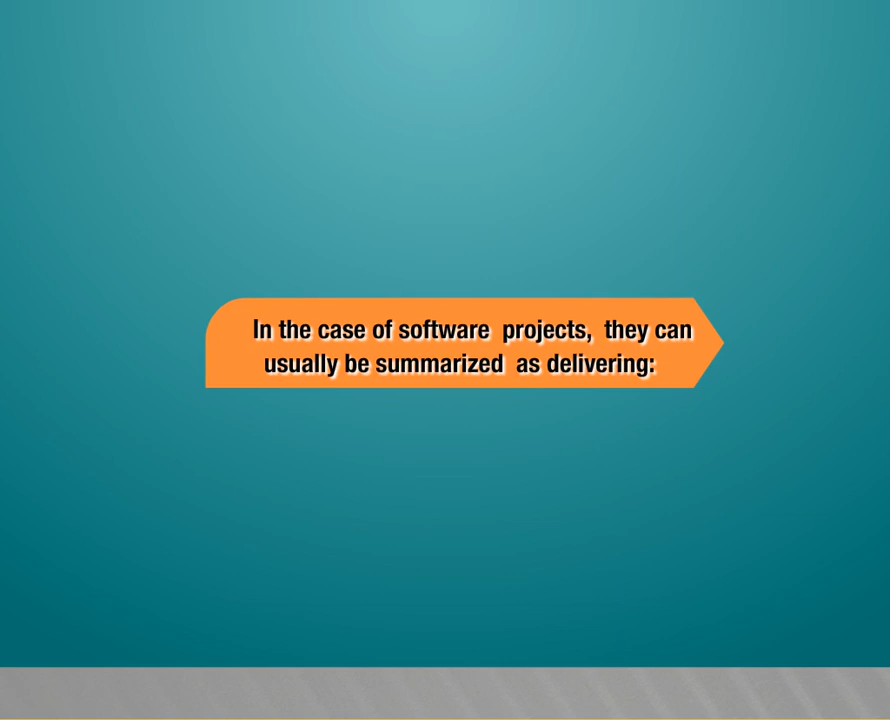 In the case of software projects, they can
usually be summarized as delivering: